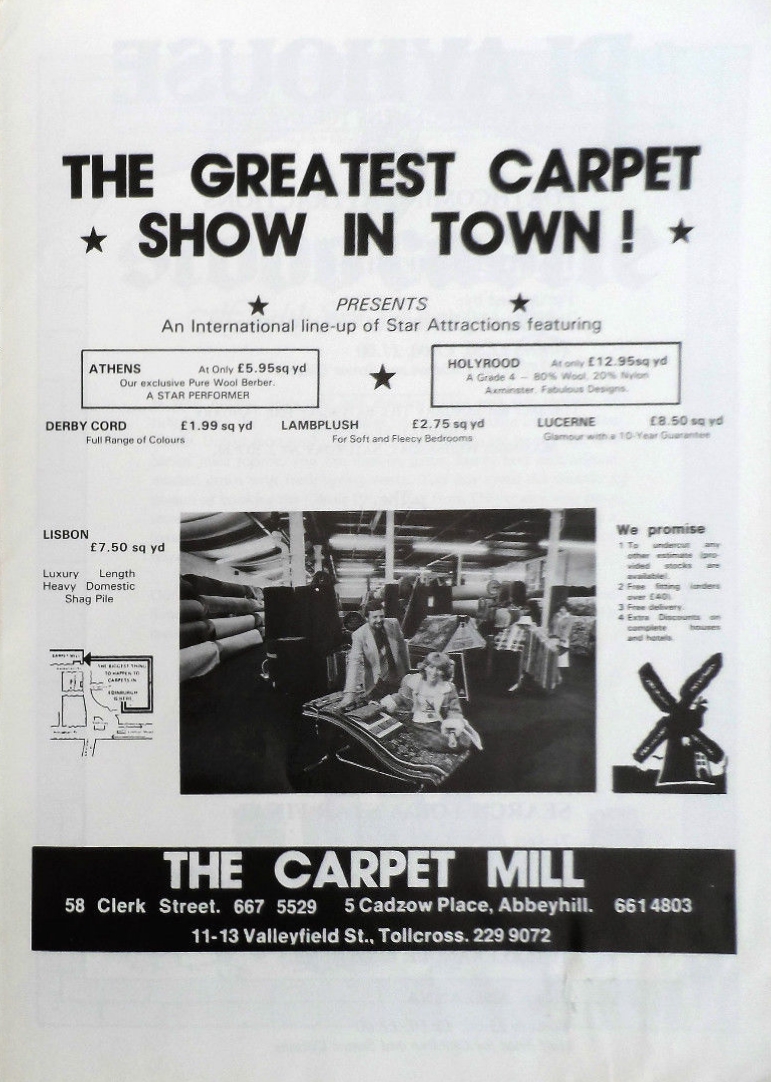 THE GREATEST CARPET
★ SHOW IN TOWN! ★
★ PRESENTS ★
An International line-up of Star Attractions featuring
ATHENS At Only £5.95sq yd
Our exclusive Pure Wool Berber.
A STAR PERFORMER
★
HOLYROOD At only £12.95sq yd
A Grade 4 – 80% Wool, 20% Nylon
Axminster. Fabulous Designs.
DERBY CORD £1.99 sq yd
Full Range of Colours
LAMBPLUSH £2.75 sq yd
For Soft and Fleecy Bedrooms
LUCERNE £8.50 sq yd
Glamour with a 10-Year Guarantee
LISBON
£7.50 sq yd
Luxury Length
Heavy Domestic
Shag Pile
CARPET MILL
THE BIGGEST THING
TO HAPPEN TO
CARPETS IN
EDINBURGH
IS HERE.
We promise
1 To undercut any
other estimate (pro-
vided stocks are
available).
2 Free fitting (orders
over £40).
3 Free delivery.
4 Extra Discounts on
complete houses
and hotels.
THE CARPET MILL
58 Clerk Street. 667 5529 5 Cadzow Place, Abbeyhill. 661 4803
11-13 Valleyfield St., Tollcross. 229 9072